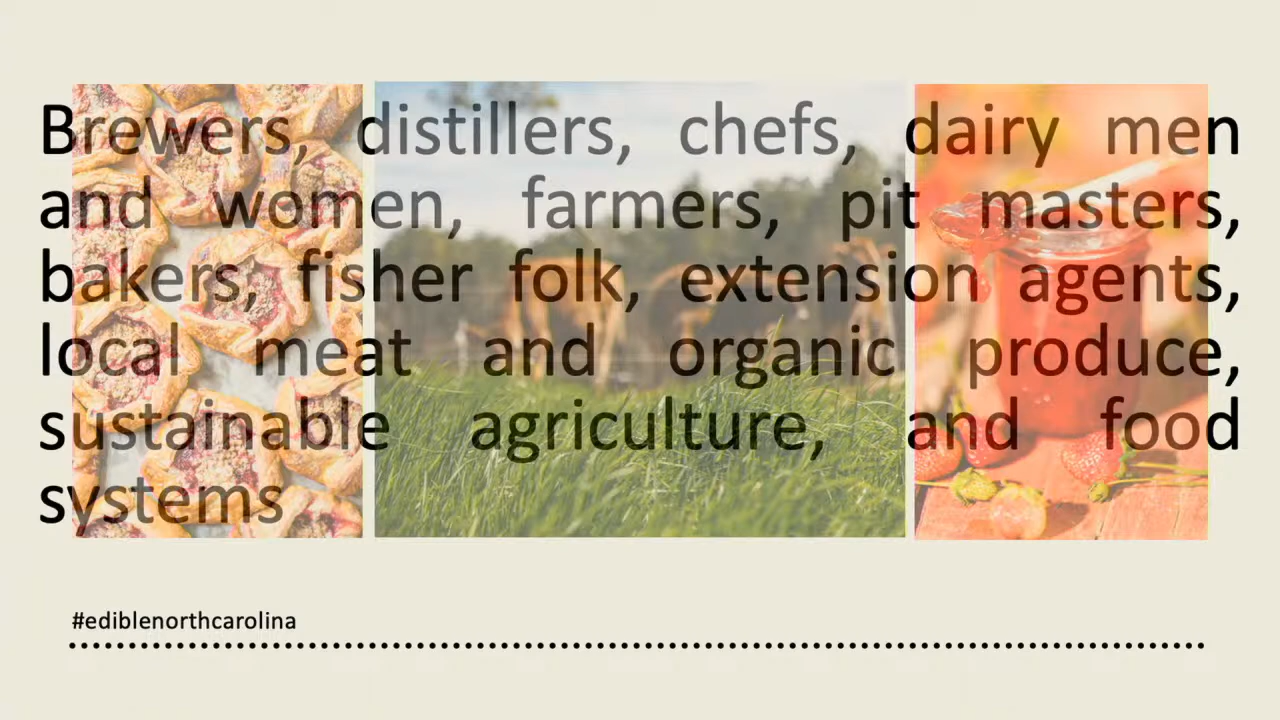 Brewers, distillers, chefs, dairy men
and women, farmers, pit masters,
bakers, fisher folk, extension agents,
local meat and organic produce,
sustainable agriculture, and food
systems
#ediblenorthcarolina